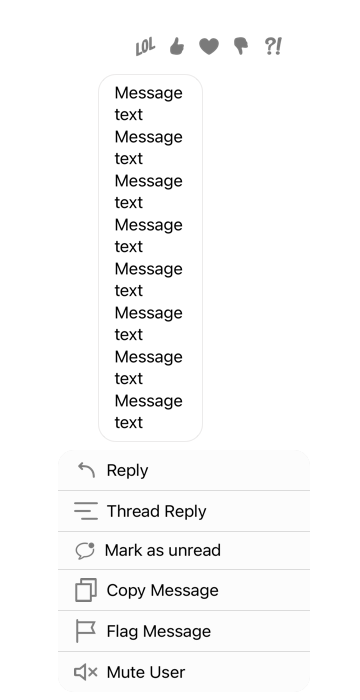 LOL ?!
Message
text
Message
text
Message
text
Message
text
Message
text
Message
text
Message
text
Message
text
Reply
Thread Reply
Mark as unread
Copy Message
Flag Message
Mute User